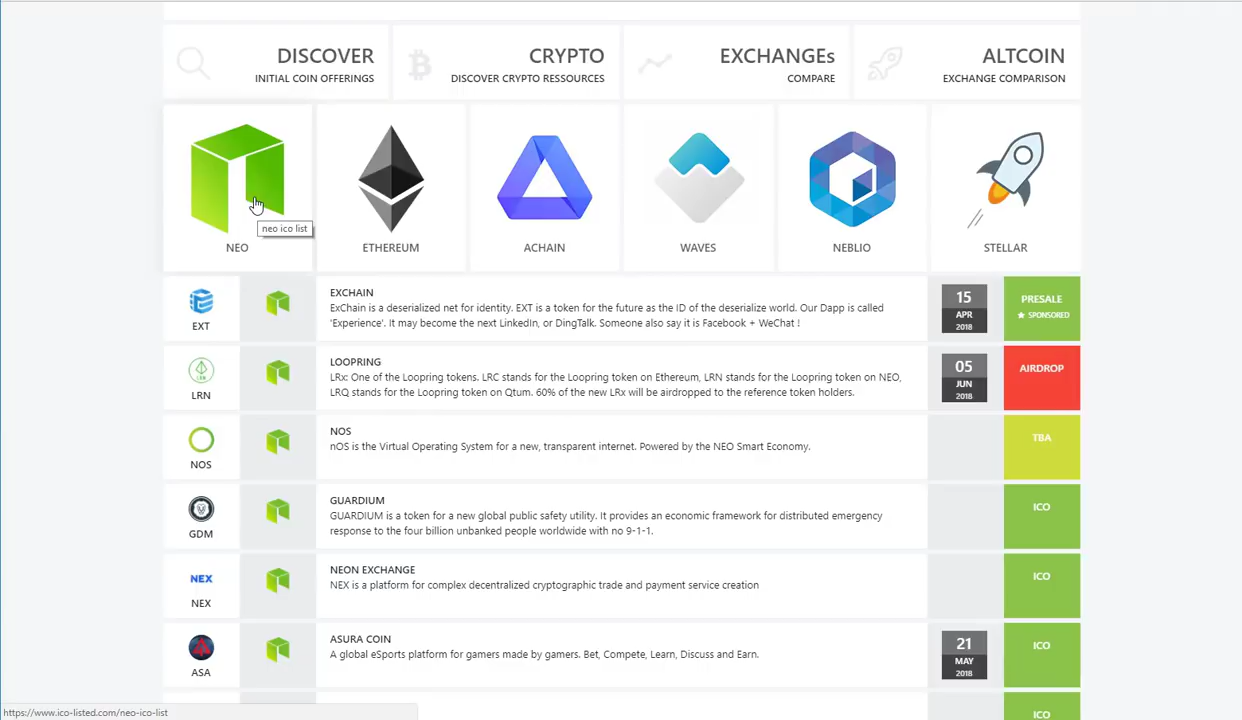 DISCOVER
INITIAL COIN OFFERINGS
CRYPTO
DISCOVER CRYPTO RESSOURCES
EXCHANGEs
COMPARE
ALTCOIN
EXCHANGE COMPARISON
neo ico list
NEO
ETHEREUM
ACHAIN
WAVES
NEBLIO
STELLAR
EXT
EXCHAIN
ExChain is a deserialized net for identity. EXT is a token for the future as the ID of the deserialize world. Our Dapp is called
'Experience'. It may become the next LinkedIn, or DingTalk. Someone also say it is Facebook + WeChat !
15
APR
2018
PRESALE
★ SPONSORED
LRN
LRN
LOOPRING
LRx: One of the Loopring tokens. LRC stands for the Loopring token on Ethereum, LRN stands for the Loopring token on NEO,
LRQ stands for the Loopring token on Qtum. 60% of the new LRx will be airdropped to the reference token holders.
05
JUN
2018
AIRDROP
NOS
NOS
nOS is the Virtual Operating System for a new, transparent internet. Powered by the NEO Smart Economy.
TBA
GDM
GUARDIUM
GUARDIUM is a token for a new global public safety utility. It provides an economic framework for distributed emergency
response to the four billion unbanked people worldwide with no 9-1-1.
ICO
NEX
NEX
NEON EXCHANGE
NEX is a platform for complex decentralized cryptographic trade and payment service creation
ICO
ASA
ASURA COIN
A global eSports platform for gamers made by gamers. Bet, Compete, Learn, Discuss and Earn.
21
MAY
2018
ICO
ICO
https://www.ico-listed.com/neo-ico-list